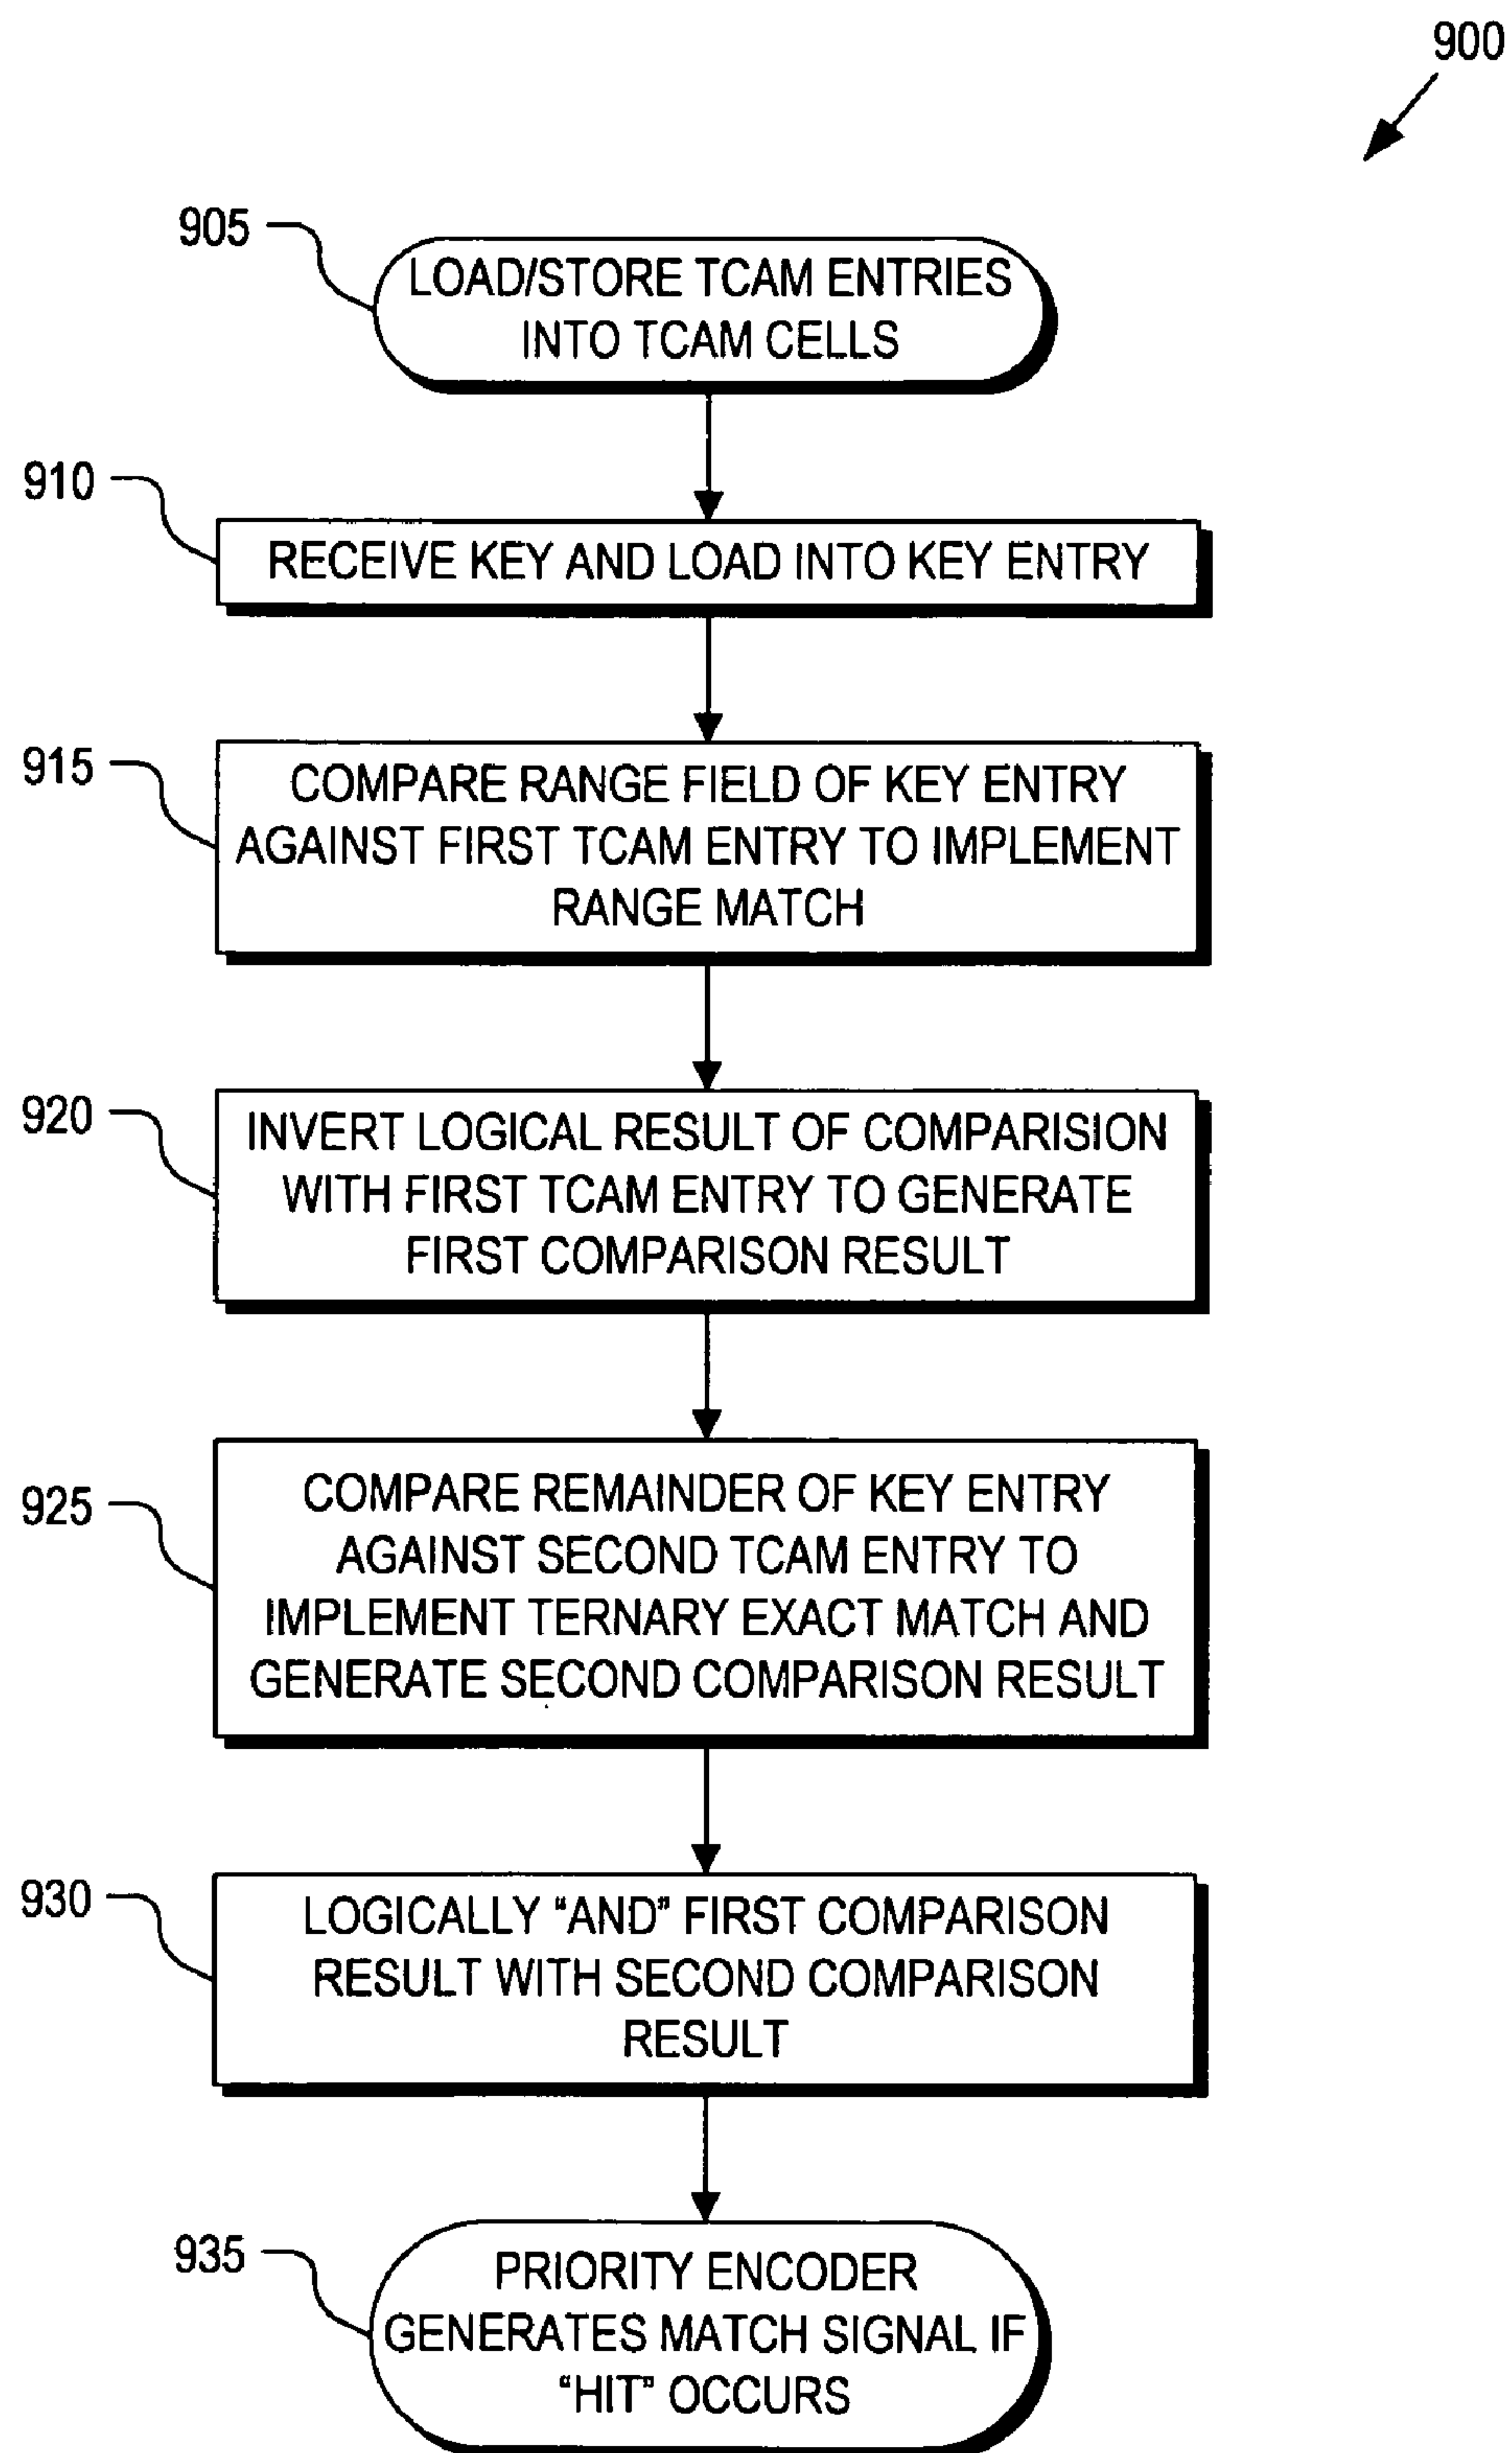 900
905
LOAD/STORE TCAM ENTRIES
INTO TCAM CELLS
910
RECEIVE KEY AND LOAD INTO KEY ENTRY
915
COMPARE RANGE FIELD OF KEY ENTRY
AGAINST FIRST TCAM ENTRY TO IMPLEMENT
RANGE MATCH
920
INVERT LOGICAL RESULT OF COMPARISION
WITH FIRST TCAM ENTRY TO GENERATE
FIRST COMPARISON RESULT
925
COMPARE REMAINDER OF KEY ENTRY
AGAINST SECOND TCAM ENTRY TO
IMPLEMENT TERNARY EXACT MATCH AND
GENERATE SECOND COMPARISON RESULT
930
LOGICALLY “AND” FIRST COMPARISON
RESULT WITH SECOND COMPARISON
RESULT
935
PRIORITY ENCODER
GENERATES MATCH SIGNAL IF
“HIT” OCCURS